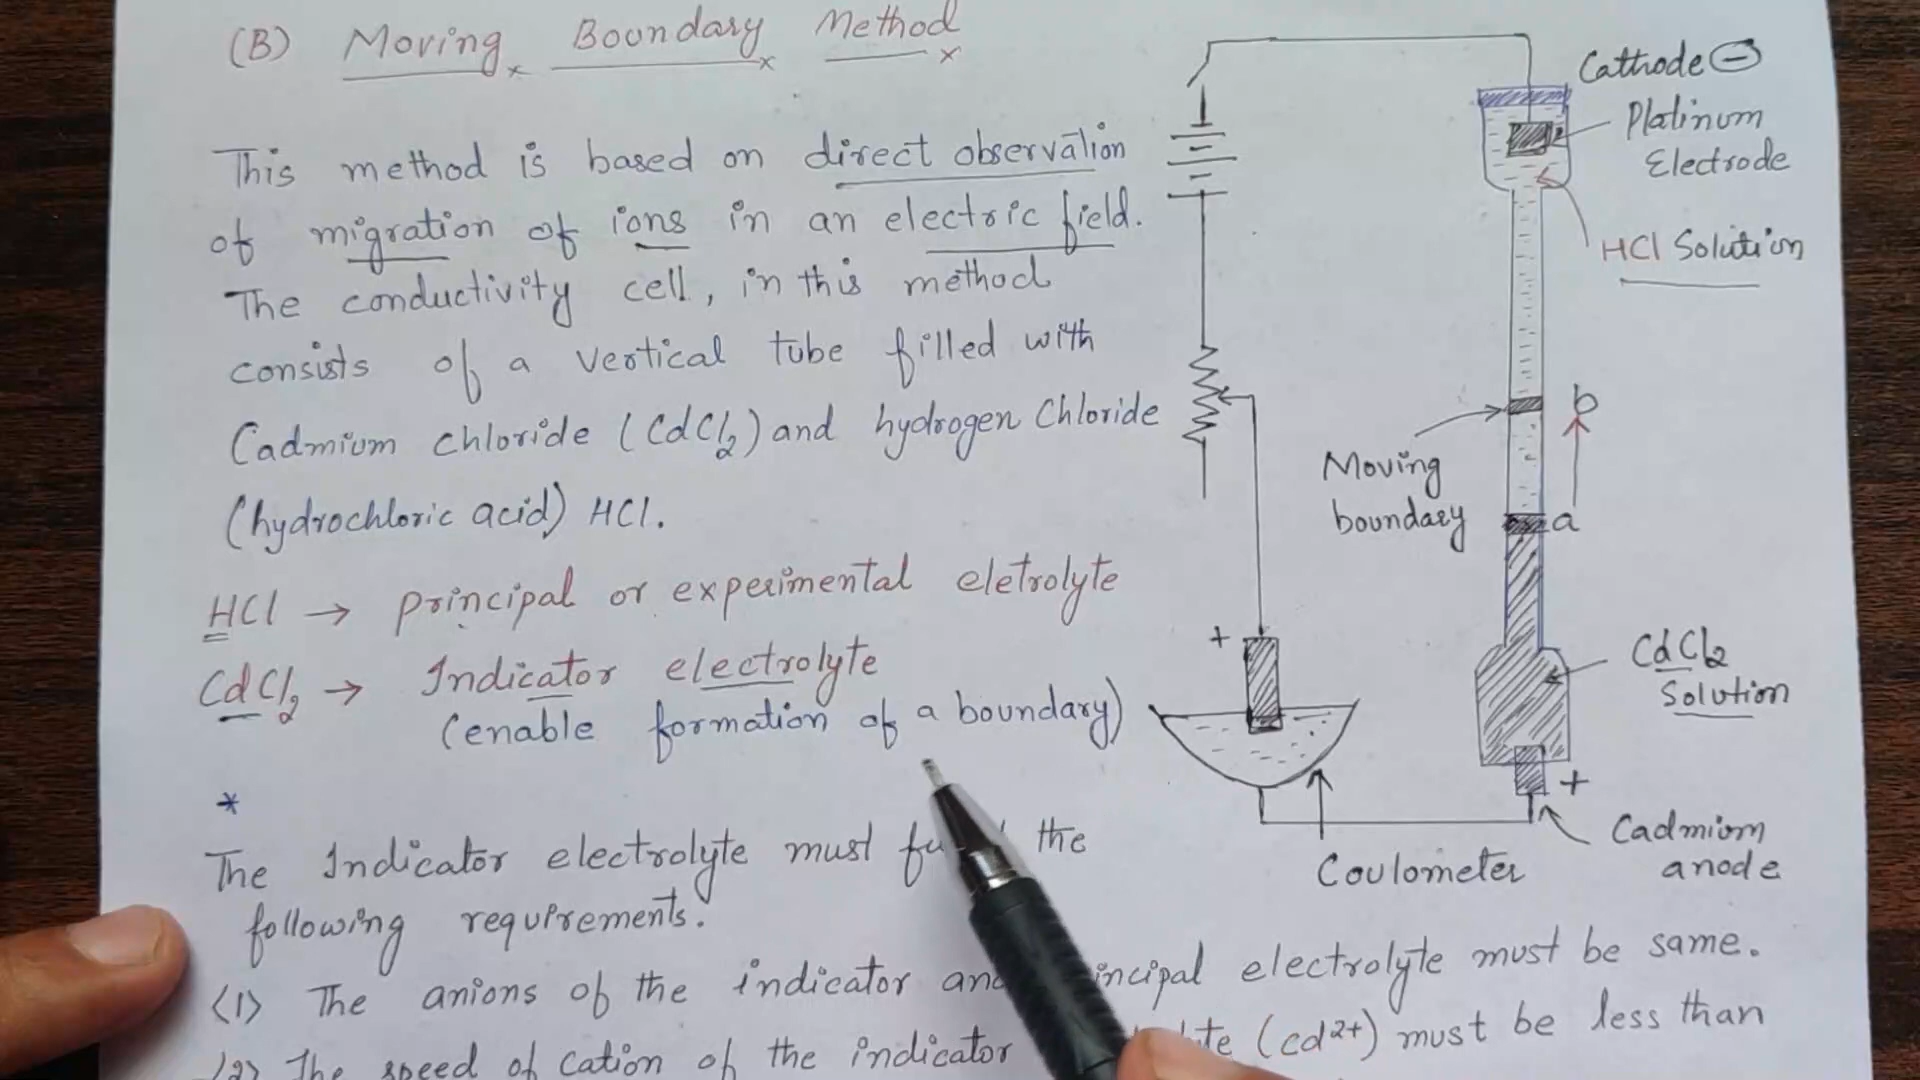 (B) Moving Boundary Method
This method is based on direct observation
of migration of ions in an electric field.
The conductivity cell, in this method
consists of a vertical tube filled with
Cadmium chloride (CdCl2) and hydrogen Chloride
(hydrochloric acid) HCl.
HCl → principal or experimental eletrolyte
CdCl2 → Indicator electrolyte
(enable formation of a boundary)
*
The Indicator electrolyte must the
following requirements.
<1> The anions of the indicator and electrolyte must be same.
<2> The speed of cation of the indicator (cd2+) must be less than
Cathode -
Platinum
Electrode
HCl Solution
b
Moving
boundary
a
CdCl2
Solution
+
+
Cadmium
anode
Coulometer